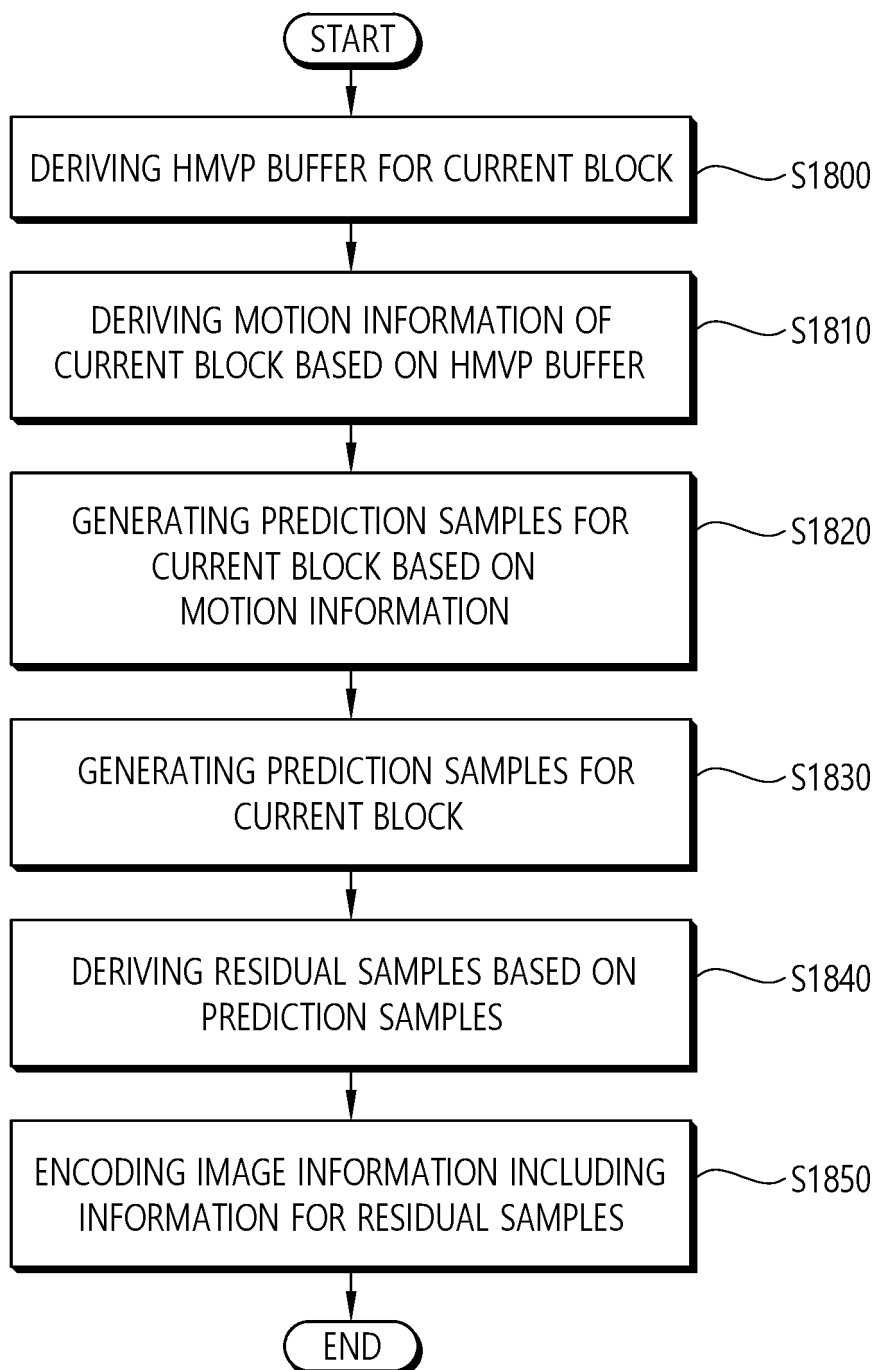 START
DERIVING HMVP BUFFER FOR CURRENT BLOCK
S1800
DERIVING MOTION INFORMATION OF
CURRENT BLOCK BASED ON HMVP BUFFER
S1810
GENERATING PREDICTION SAMPLES FOR
CURRENT BLOCK BASED ON
MOTION INFORMATION
S1820
GENERATING PREDICTION SAMPLES FOR
CURRENT BLOCK
S1830
DERIVING RESIDUAL SAMPLES BASED ON
PREDICTION SAMPLES
S1840
ENCODING IMAGE INFORMATION INCLUDING
INFORMATION FOR RESIDUAL SAMPLES
S1850
END